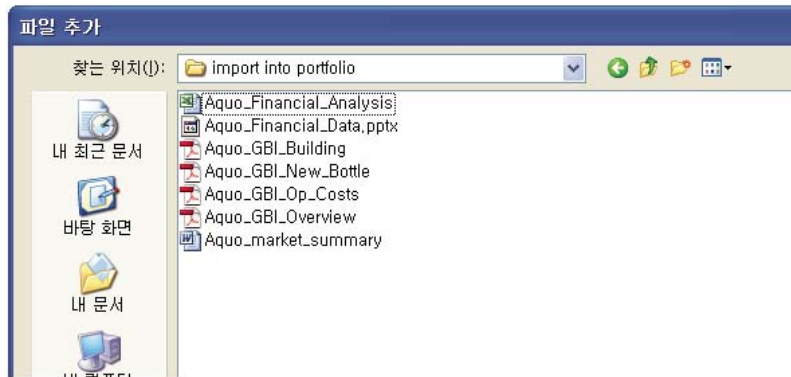 파일 추가
찾는 위치(I):
import into portfolio
Aquo_Financial_Analysis
Aquo_Financial_Data.pptx
Aquo_GBI_Building
Aquo_GBI_New_Bottle
Aquo_GBI_Op_Costs
Aquo_GBI_Overview
Aquo_market_summary
내 최근 문서
바탕 화면
내 문서